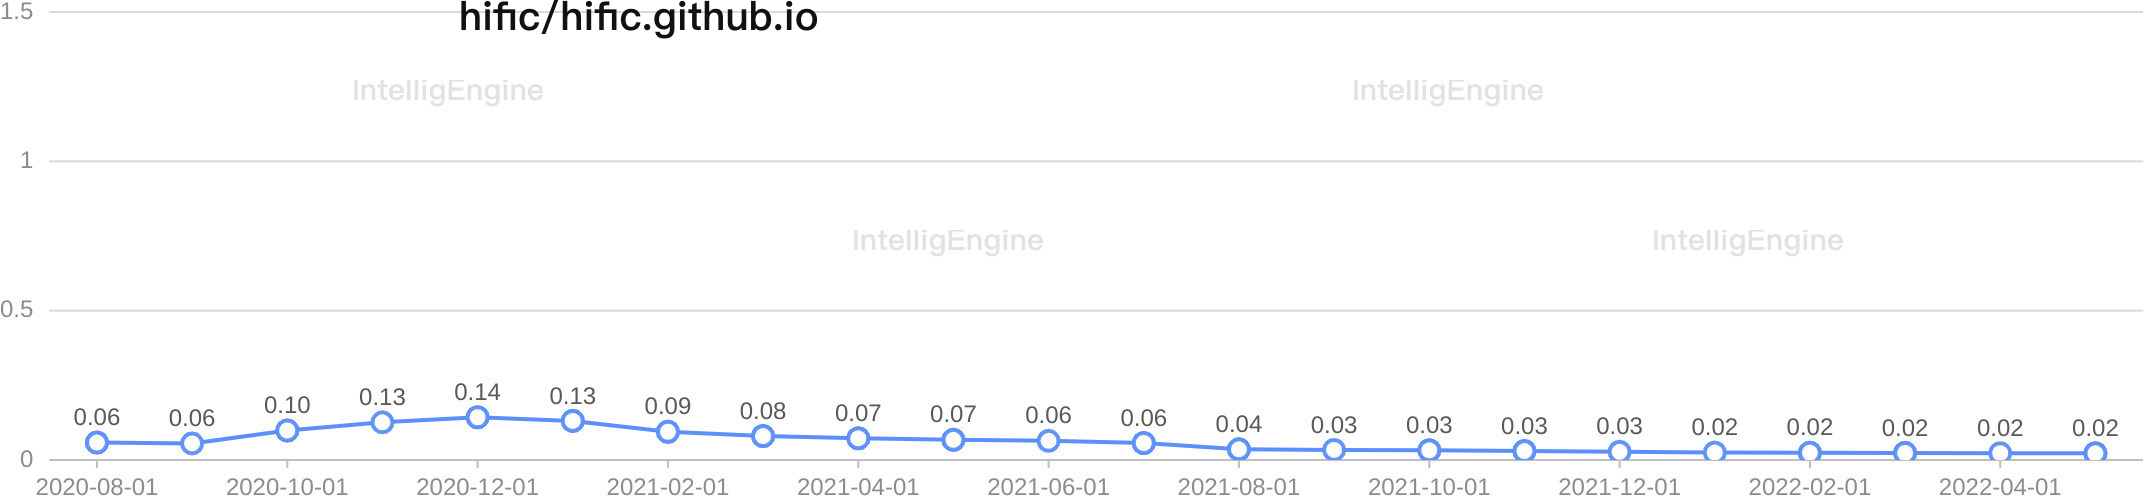 hific/hific.github.io
1.5
IntelligEngine IntelligEngine
1
IntelligEngine IntelligEngine
0.5
0.06 0.06 0.10 0.13 0.14 0.13 0.09 0.08 0.07 0.07 0.06 0.06 0.04 0.03 0.03 0.03 0.03 0.02 0.02 0.02 0.02 0.02
0
2020-08-01 2020-10-01 2020-12-01 2021-02-01 2021-04-01 2021-06-01 2021-08-01 2021-10-01 2021-12-01 2022-02-01 2022-04-01